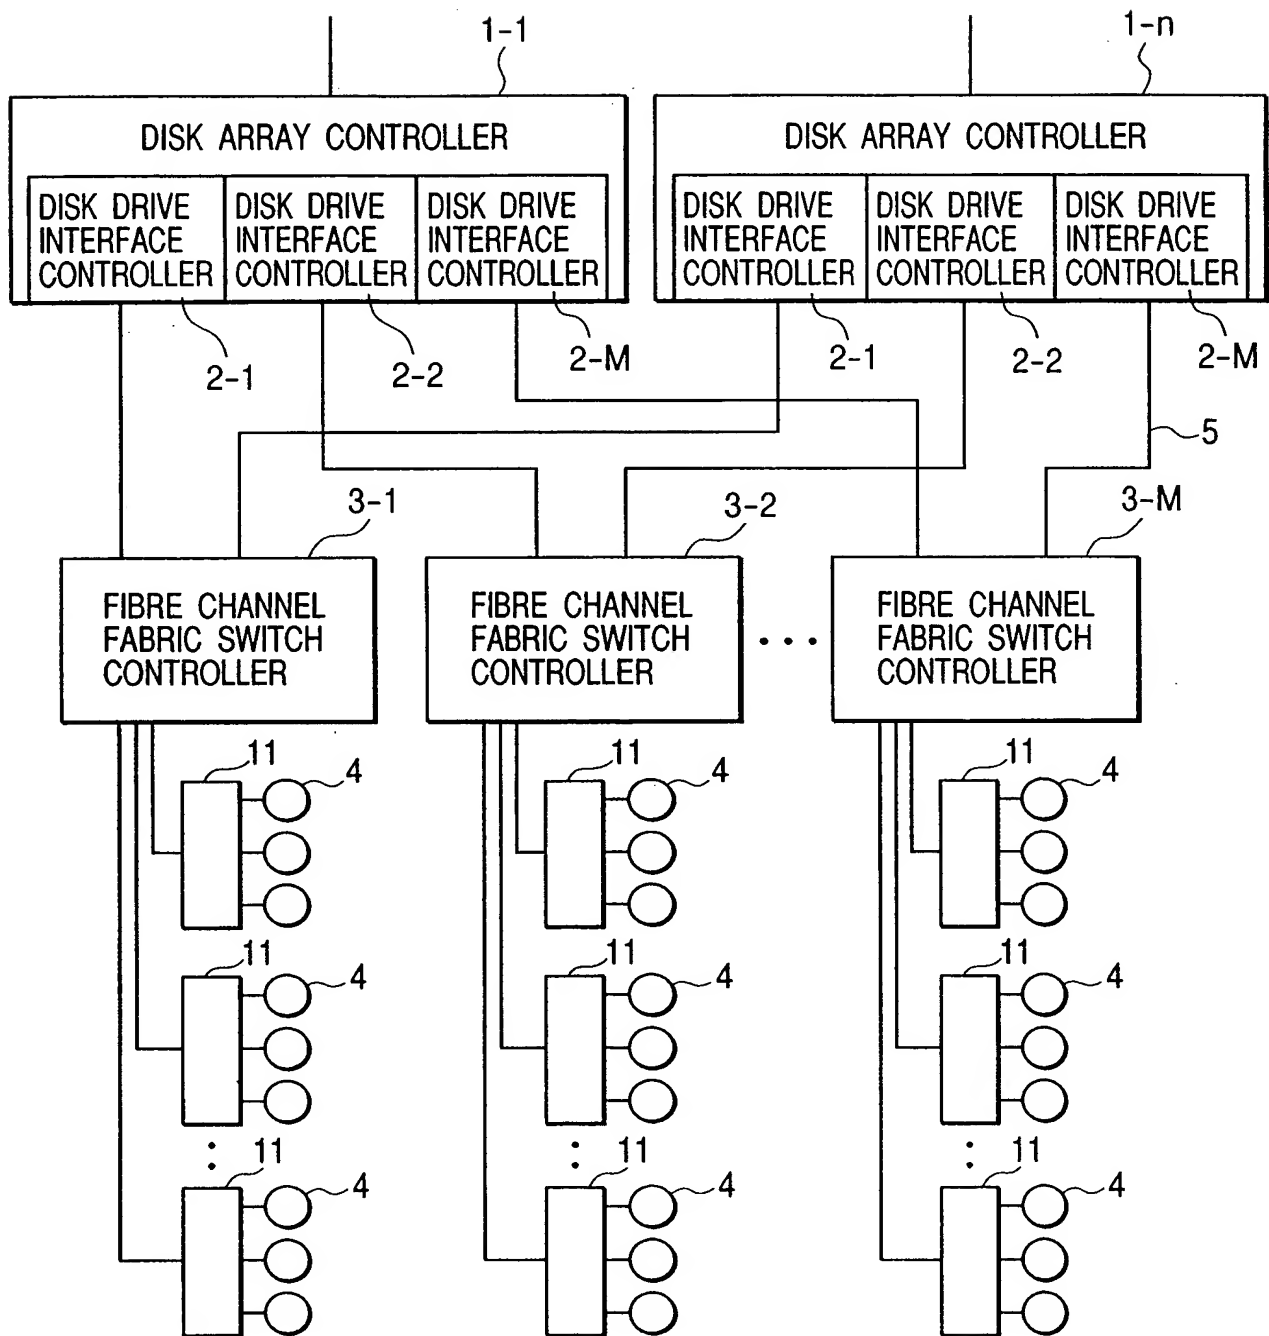 1-1
1-n
DISK ARRAY CONTROLLER
DISK ARRAY CONTROLLER
DISK DRIVE
INTERFACE
CONTROLLER
DISK DRIVE
INTERFACE
CONTROLLER
DISK DRIVE
INTERFACE
CONTROLLER
DISK DRIVE
INTERFACE
CONTROLLER
DISK DRIVE
INTERFACE
CONTROLLER
DISK DRIVE
INTERFACE
CONTROLLER
2-1
2-2
2-M
2-1
2-2
2-M
5
3-1
3-2
3-M
FIBRE CHANNEL
FABRIC SWITCH
CONTROLLER
FIBRE CHANNEL
FABRIC SWITCH
CONTROLLER
• • •
FIBRE CHANNEL
FABRIC SWITCH
CONTROLLER
11
4
11
4
11
4
11
4
11
4
11
4
11
4
11
4
11
4